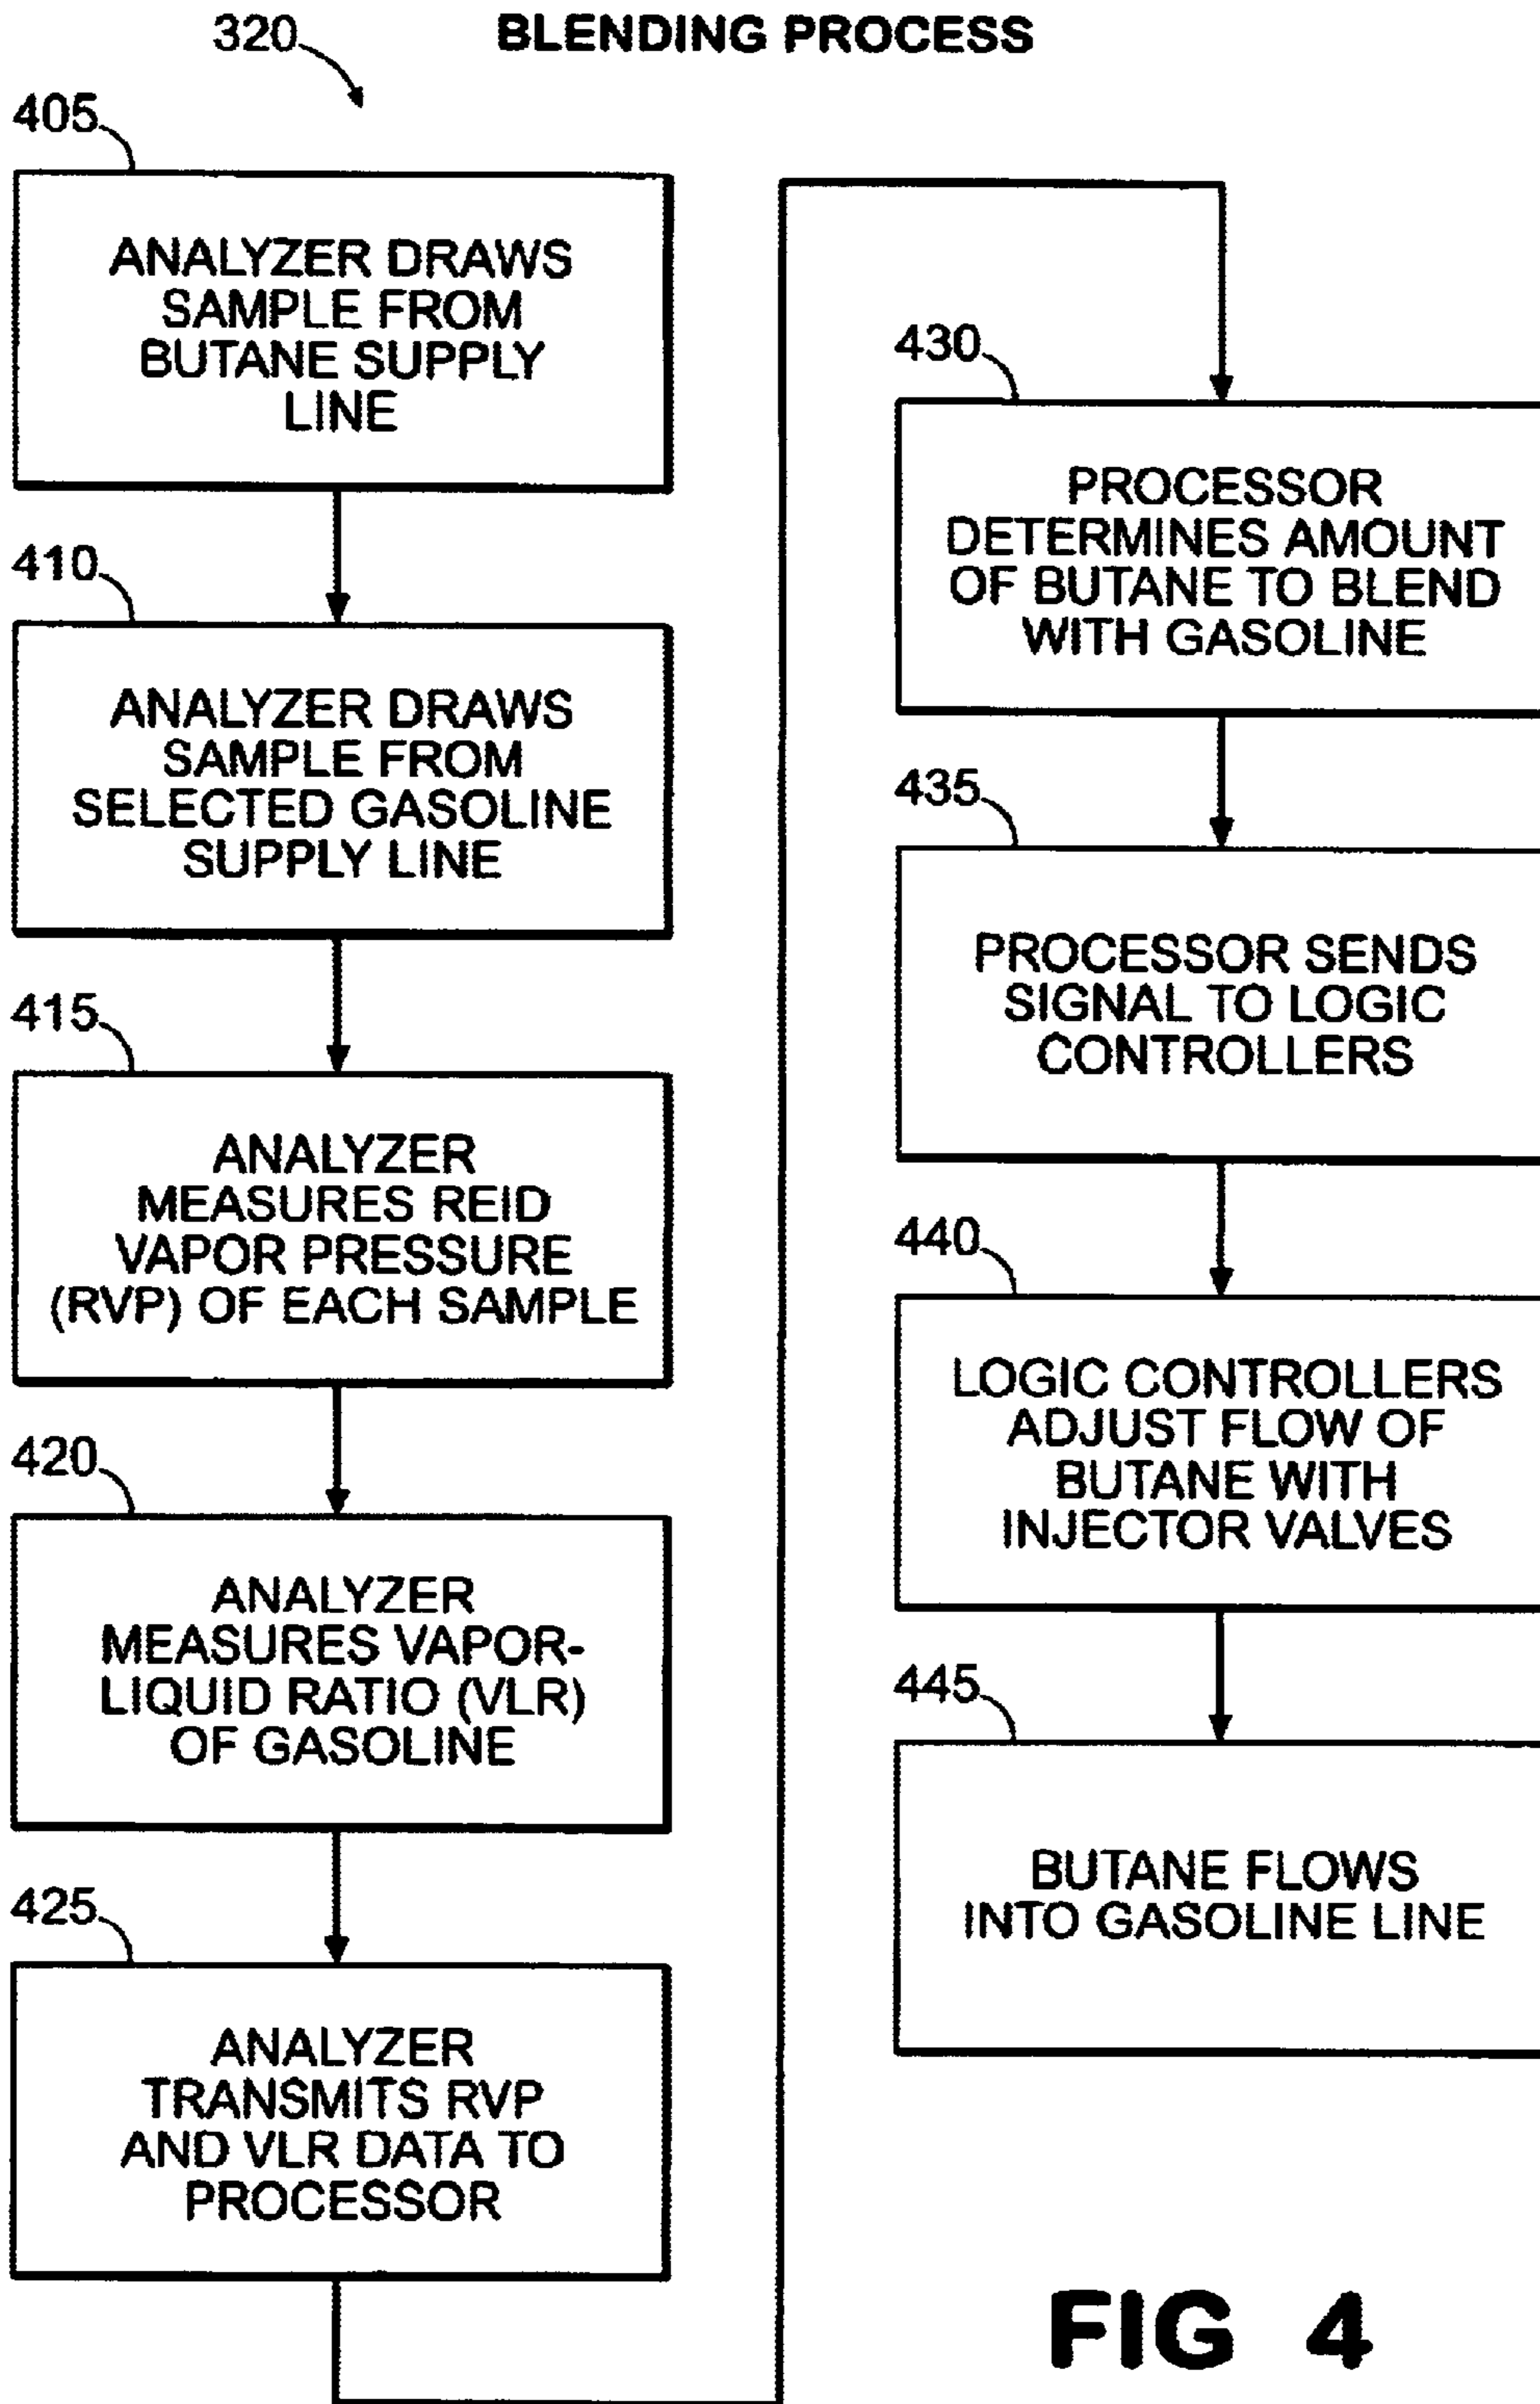 BLENDING PROCESS
320
405
ANALYZER DRAWS
SAMPLE FROM
BUTANE SUPPLY
LINE
410
ANALYZER DRAWS
SAMPLE FROM
SELECTED GASOLINE
SUPPLY LINE
415
ANALYZER
MEASURES REID
VAPOR PRESSURE
(RVP) OF EACH SAMPLE
420
ANALYZER
MEASURES VAPOR-
LIQUID RATIO (VLR)
OF GASOLINE
425
ANALYZER
TRANSMITS RVP
AND VLR DATA TO
PROCESSOR
430
PROCESSOR
DETERMINES AMOUNT
OF BUTANE TO BLEND
WITH GASOLINE
435
PROCESSOR SENDS
SIGNAL TO LOGIC
CONTROLLERS
440
LOGIC CONTROLLERS
ADJUST FLOW OF
BUTANE WITH
INJECTOR VALVES
445
BUTANE FLOWS
INTO GASOLINE LINE
FIG 4